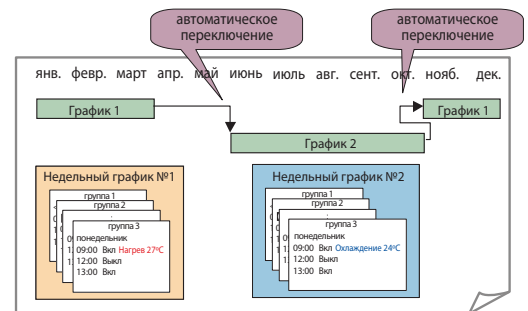 автоматическое
переключение
автоматическое
переключение
янв. февр. март апр. май июнь июль авг. сент. окт. нояб. дек.
График 1
График 1
График 2
Недельный график №1
группа 1
группа 2
группа 3
понедельник
09:00 Вкл Нагрев 27ºC
12:00 Выкл
13:00 Вкл
Недельный график №2
группа 1
группа 2
группа 3
понедельник
09:00 Вкл Охлаждение 24ºC
12:00 Выкл
13:00 Вкл